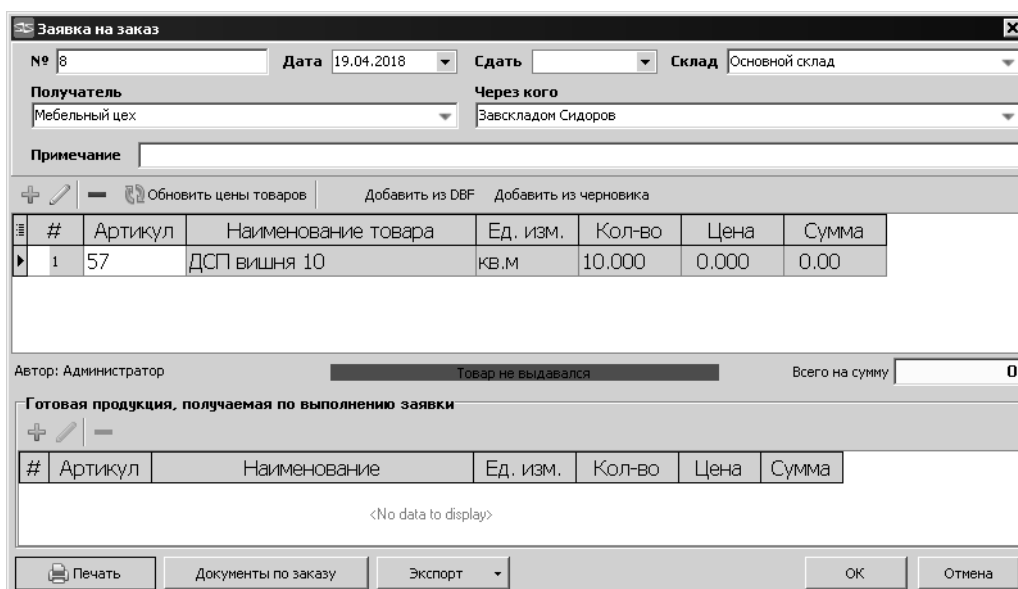 Заявка на заказ
№ 8 Дата 19.04.2018 Сдать Склад Основной склад
Получатель Через кого
Мебельный цех Завскладом Сидоров
Примечание
Обновить цены товаров Добавить из DBF Добавить из черновика
# Артикул Наименование товара Ед. изм. Кол-во Цена Сумма
1 57 ДСП вишня 10 кв.м 10.000 0.000 0.00
Автор: Администратор Товар не выдавался Всего на сумму 0
Готовая продукция, получаемая по выполнению заявки
# Артикул Наименование Ед. изм. Кол-во Цена Сумма
<No data to display>
Печать Документы по заказу Экспорт ОК Отмена